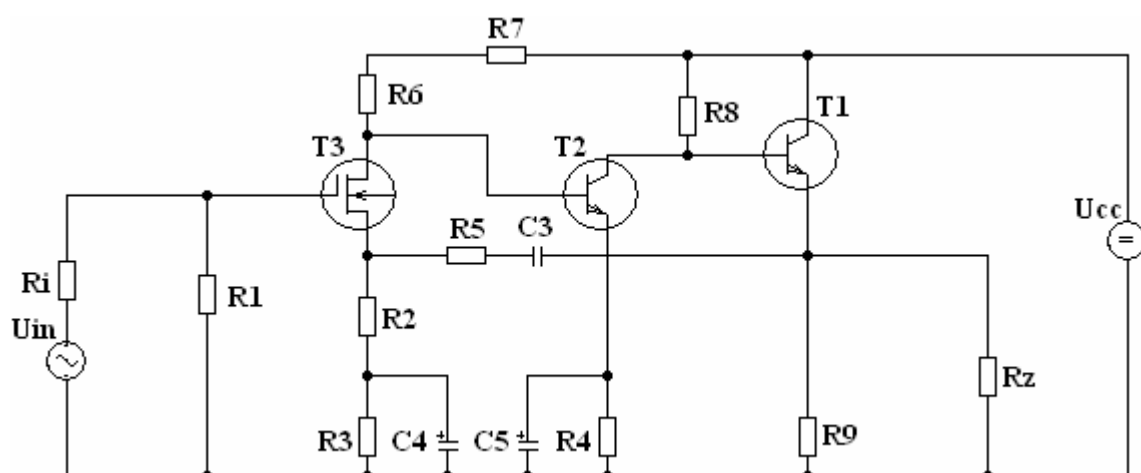 R7
R6
R8
T1
T3
T2
Ucc
=
R5
C3
Ri
R1
Uin
R2
Rz
R3
C4
+
C5
+
R4
R9